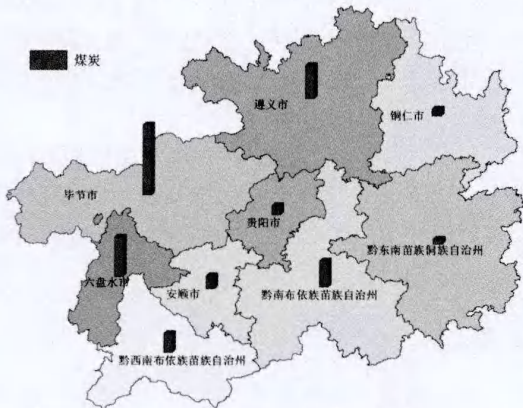 煤炭
遵义市
铜仁市
毕节市
贵阳市
黔东南苗族侗族自治州
六盘水市
安顺市
黔南布依族苗族自治州
黔西南布依族苗族自治州